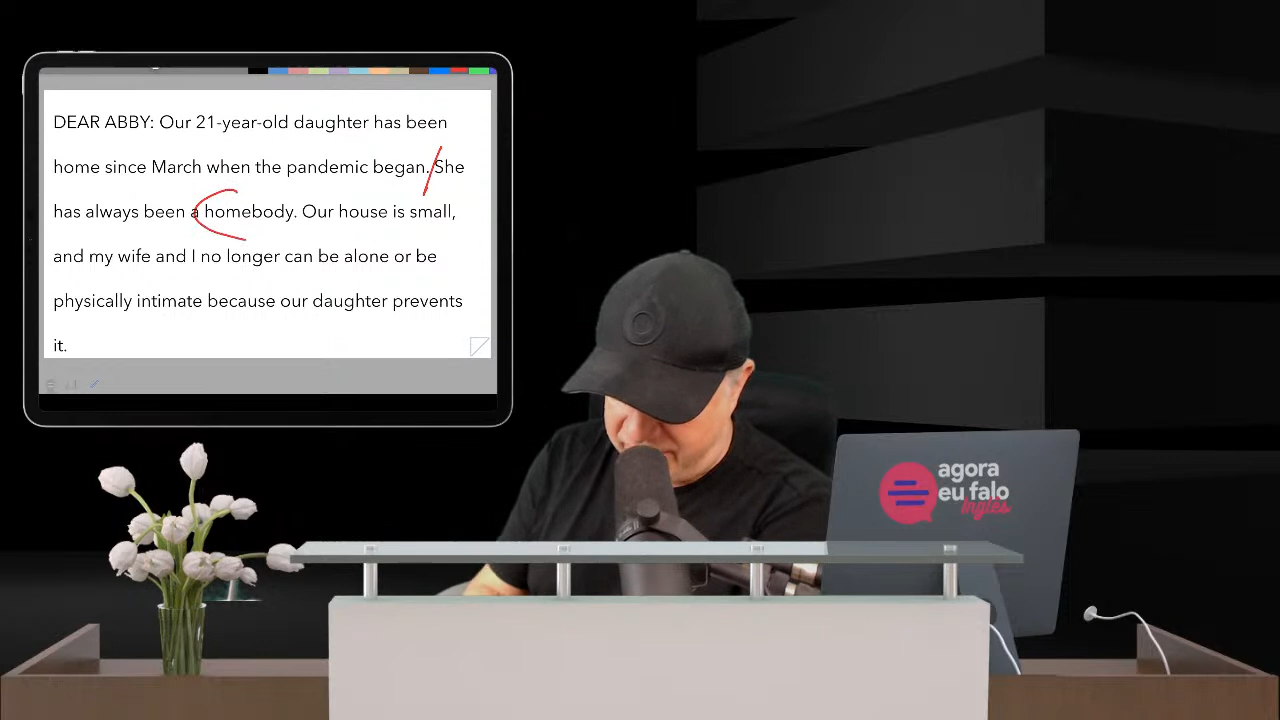 DEAR ABBY: Our 21-year-old daughter has been
home since March when the pandemic began. She
has always been a homebody. Our house is small,
and my wife and I no longer can be alone or be
physically intimate because our daughter prevents
it.
agora
eu falo
inglês